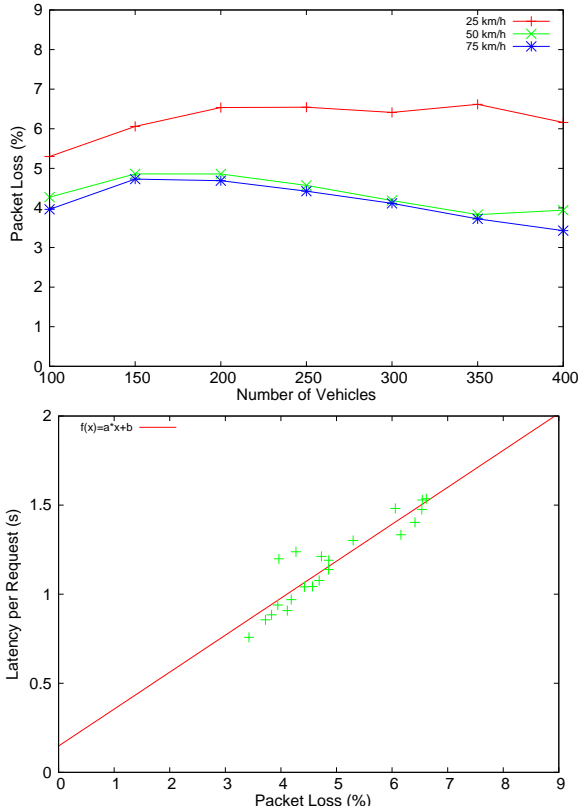 9
8
7
6
5
4
3
2
1
0
Packet Loss (%)
25 km/h
50 km/h
75 km/h
100 150 200 250 300 350 400
Number of Vehicles
2
1.5
1
0.5
0
Latency per Request (s)
f(x)=a*x+b
0 1 2 3 4 5 6 7 8 9
Packet Loss (%)